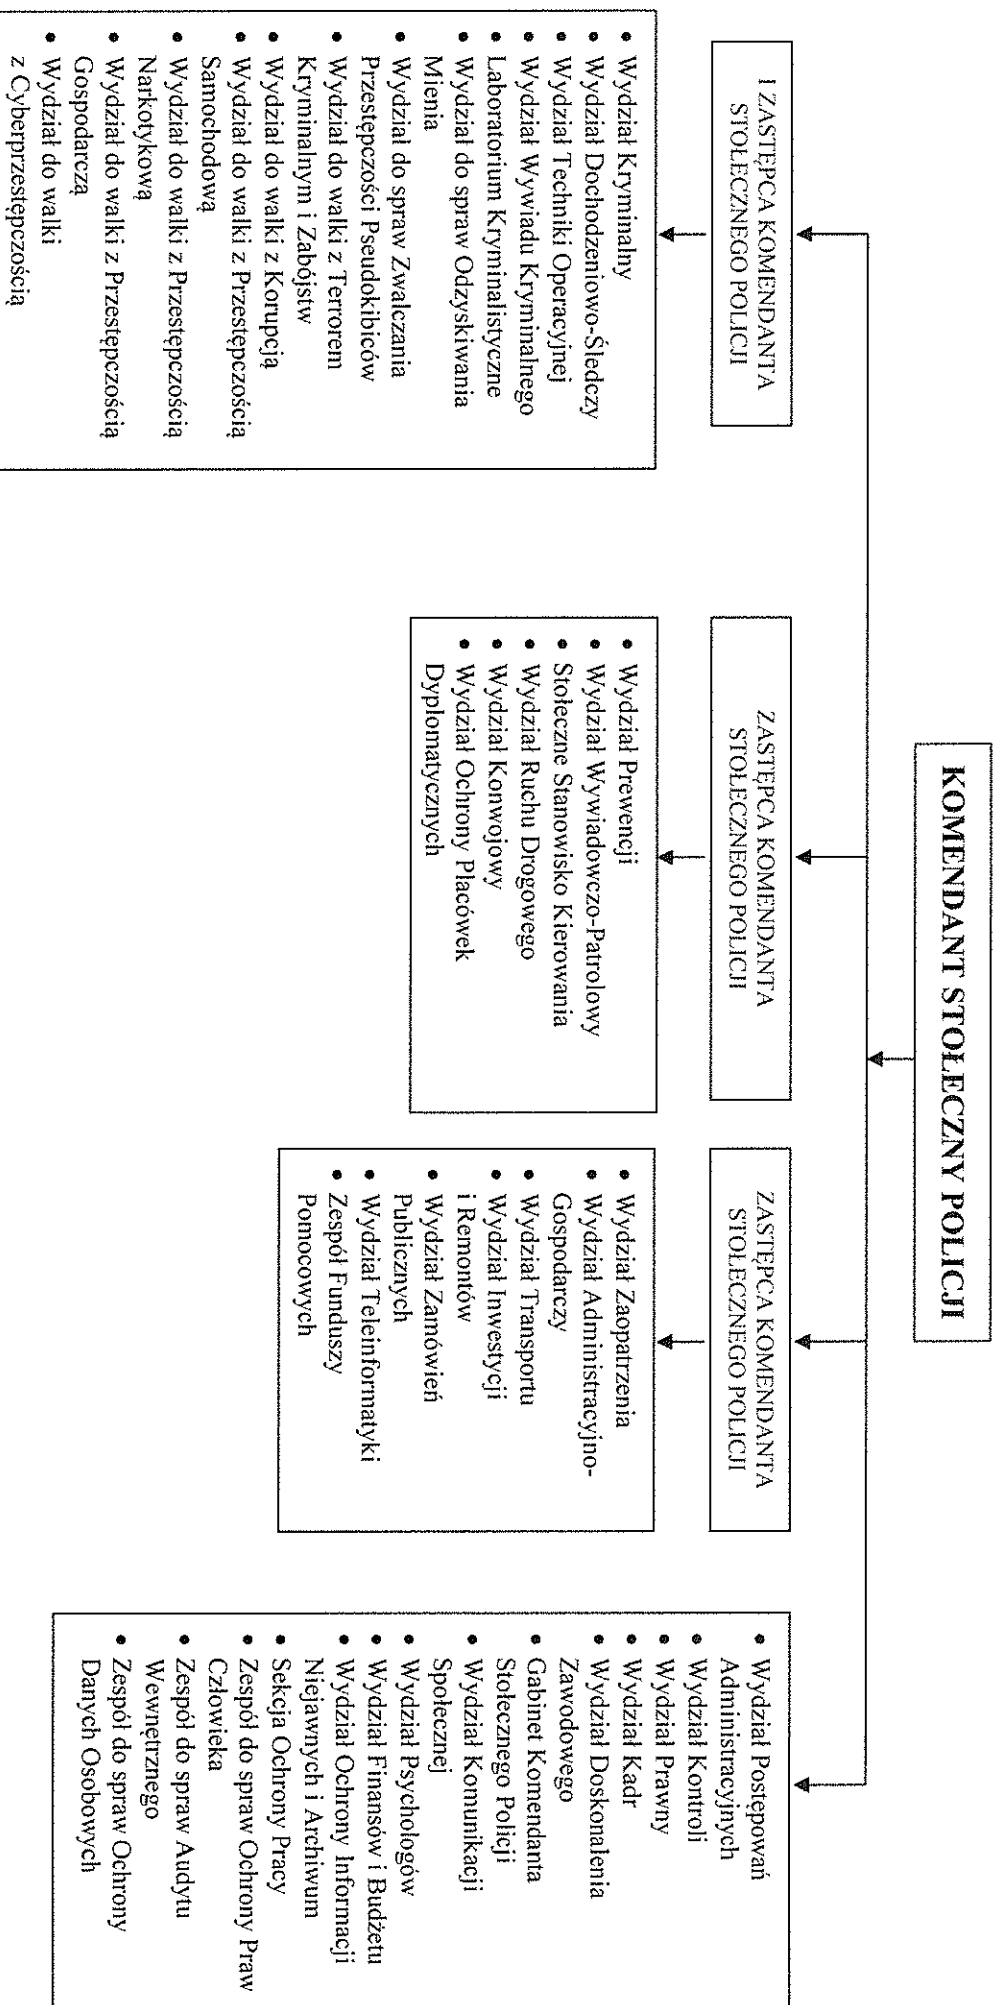 KOMENDANT STOŁECZNY POLICJI
I ZASTĘPCA KOMENDANTA
STOŁECZNEGO POLICJI
• Wydział Kryminalny
• Wydział Dochodzeniowo-Śledczy
• Wydział Techniki Operacyjnej
• Wydział Wywiadu Kryminalnego
• Laboratorium Kryminalistyczne
• Wydział do spraw Odzyskiwania
Mienia
• Wydział do spraw Zwalczania
Przestępczości Pseudokibiców
• Wydział do walki z Terrorem
Kryminalnym i Zabójstw
• Wydział do walki z Korupcją
• Wydział do walki z Przestępczością
Samochodową
• Wydział do walki z Przestępczością
Narkotykową
• Wydział do walki z Przestępczością
Gospodarczą
• Wydział do walki
z Cyberprzestępczością
ZASTĘPCA KOMENDANTA
STOŁECZNEGO POLICJI
• Wydział Prewencji
• Wydział Wywiadowczo-Patrolowy
• Stołeczne Stanowisko Kierowania
• Wydział Ruchu Drogowego
• Wydział Konwojowy
• Wydział Ochrony Placówek
Dyplomatycznych
ZASTĘPCA KOMENDANTA
STOŁECZNEGO POLICJI
• Wydział Zaopatrzenia
• Wydział Administracyjno-
Gospodarczy
• Wydział Transportu
• Wydział Inwestycji
i Remontów
• Wydział Zamówień
Publicznych
• Wydział Teleinformatyki
• Zespół Funduszy
Pomocowych
• Wydział Postępowań
Administracyjnych
• Wydział Kontroli
• Wydział Prawny
• Wydział Kadr
• Wydział Doskonalenia
Zawodowego
• Gabinet Komendanta
Stołecznego Policji
• Wydział Komunikacji
Społecznej
• Wydział Psychologów
• Wydział Finansów i Budżetu
• Wydział Ochrony Informacji
Niejawnych i Archiwum
• Sekcja Ochrony Pracy
• Zespół do spraw Ochrony Praw
Człowieka
• Zespół do spraw Audytu
Wewnętrznego
• Zespół do spraw Ochrony
Danych Osobowych